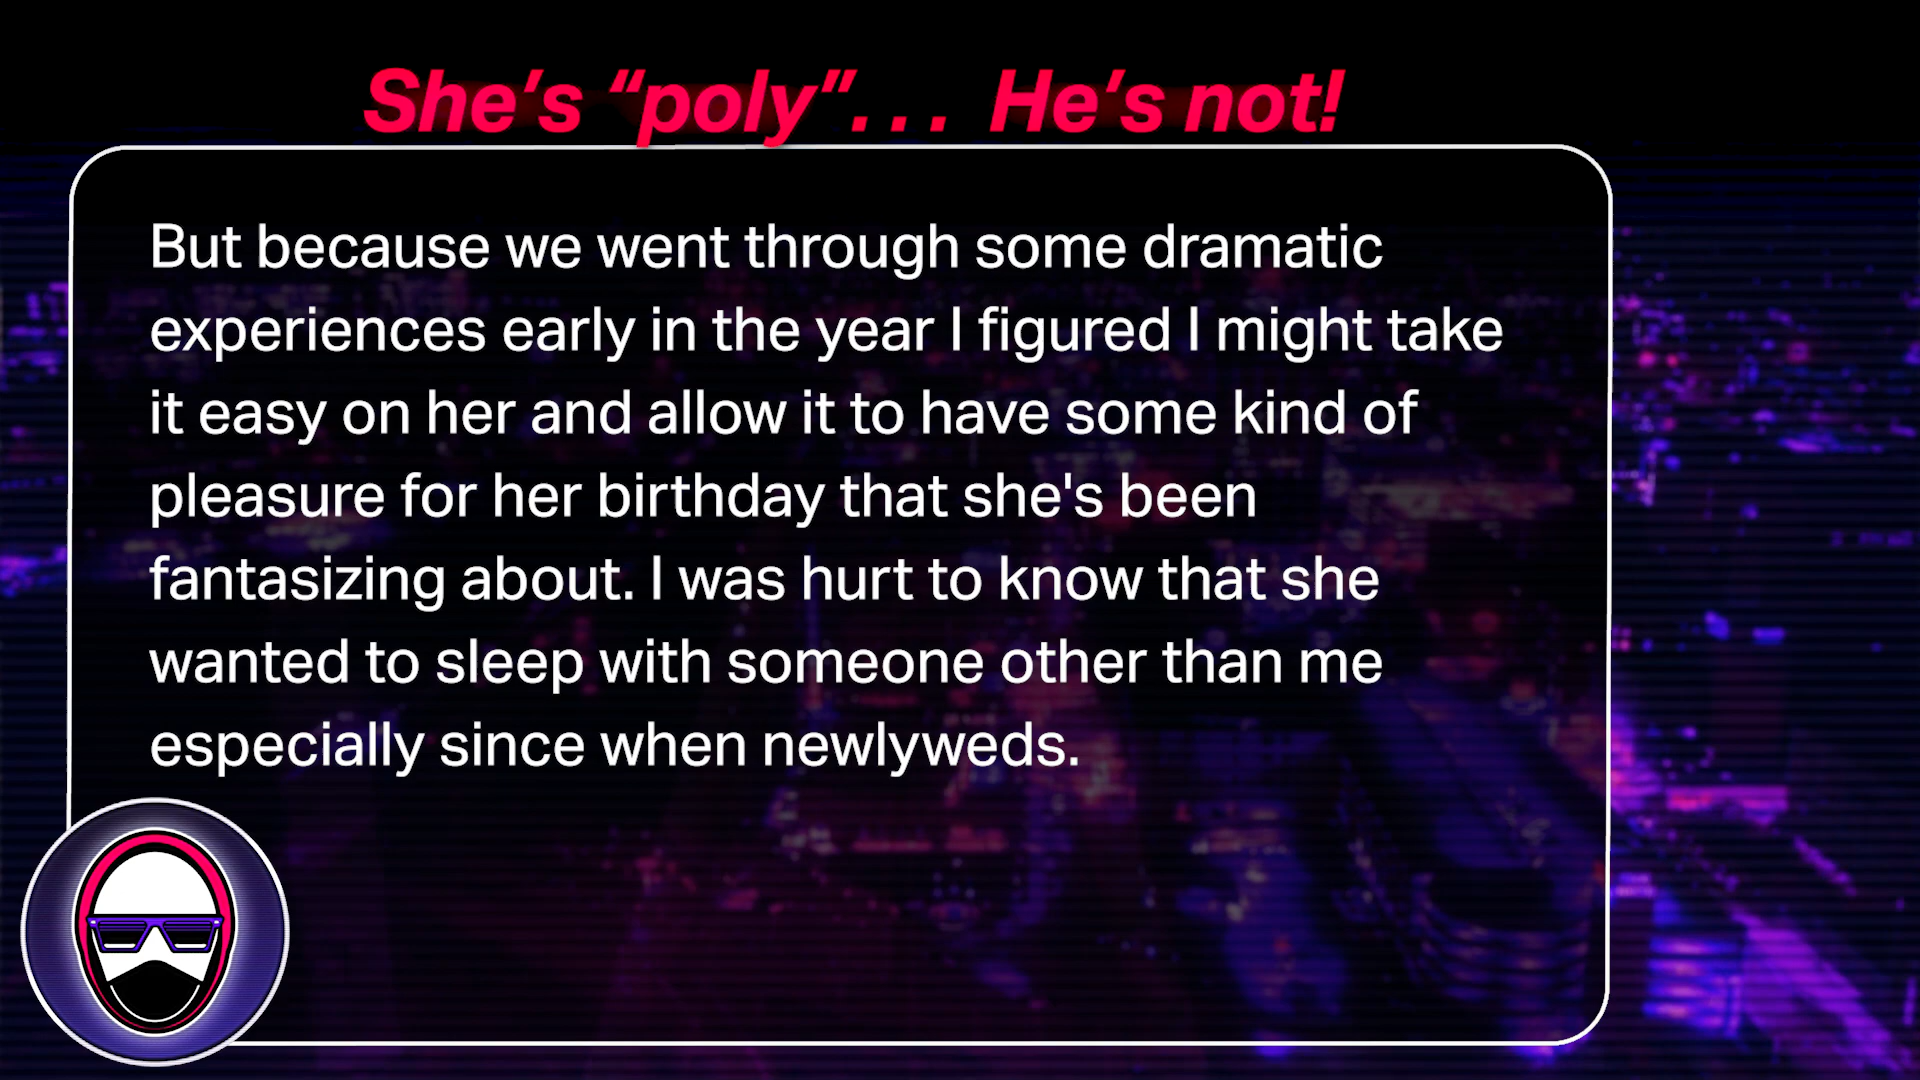 She’s “poly”... He’s not!
But because we went through some dramatic
experiences early in the year I figured I might take
it easy on her and allow it to have some kind of
pleasure for her birthday that she's been
fantasizing about. I was hurt to know that she
wanted to sleep with someone other than me
especially since when newlyweds.